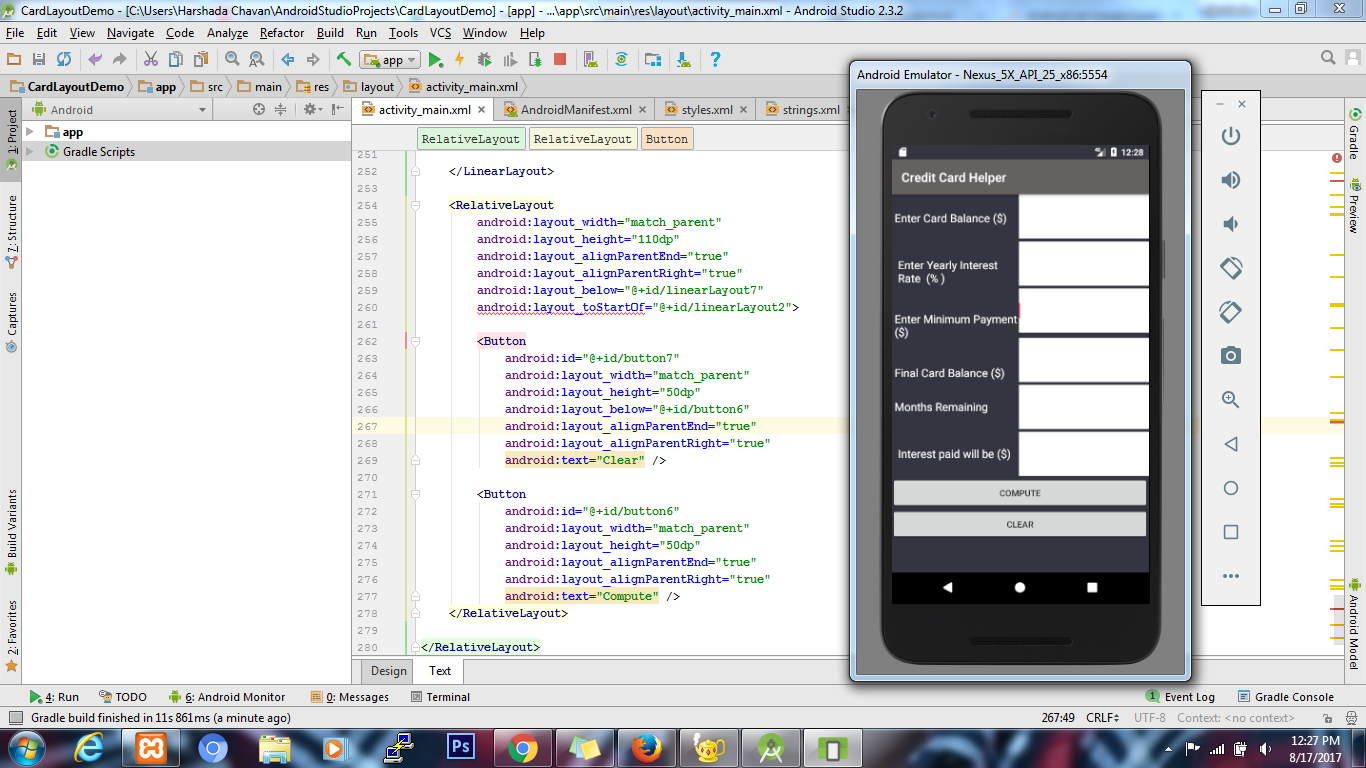 CardLayoutDemo - [C:\Users\Harshada Chavan\AndroidStudioProjects\CardLayoutDemo] - [app] - ...\app\src\main\res\layout\activity_main.xml - Android Studio 2.3.2
File Edit View Navigate Code Analyze Refactor Build Run Tools VCS Window Help
app
CardLayoutDemo app src main res layout activity_main.xml
Android
activity_main.xml AndroidManifest.xml styles.xml strings.xml
1: Project
7: Structure
Captures
Build Variants
2: Favorites
app
Gradle Scripts
RelativeLayout RelativeLayout Button
251
252 </LinearLayout>
253
254 <RelativeLayout
255 android:layout_width="match_parent"
256 android:layout_height="110dp"
257 android:layout_alignParentEnd="true"
258 android:layout_alignParentRight="true"
259 android:layout_below="@+id/linearLayout7"
260 android:layout_toStartOf="@+id/linearLayout2">
261
262 <Button
263 android:id="@+id/button7"
264 android:layout_width="match_parent"
265 android:layout_height="50dp"
266 android:layout_below="@+id/button6"
267 android:layout_alignParentEnd="true"
268 android:layout_alignParentRight="true"
269 android:text="Clear" />
270
271 <Button
272 android:id="@+id/button6"
273 android:layout_width="match_parent"
274 android:layout_height="50dp"
275 android:layout_alignParentEnd="true"
276 android:layout_alignParentRight="true"
277 android:text="Compute" />
278 </RelativeLayout>
279
280 </RelativeLayout>
Design Text
Android Emulator - Nexus_5X_API_25_x86:5554
12:28
Credit Card Helper
Enter Card Balance ($)
Enter Yearly Interest
Rate (%)
Enter Minimum Payment
($)
Final Card Balance ($)
Months Remaining
Interest paid will be ($)
COMPUTE
CLEAR
Gradle
Preview
Android Model
4: Run TODO 6: Android Monitor 0: Messages Terminal 1 Event Log Gradle Console
Gradle build finished in 11s 861ms (a minute ago) 267:49 CRLF UTF-8 Context: <no context>
Ps
12:27 PM
8/17/2017